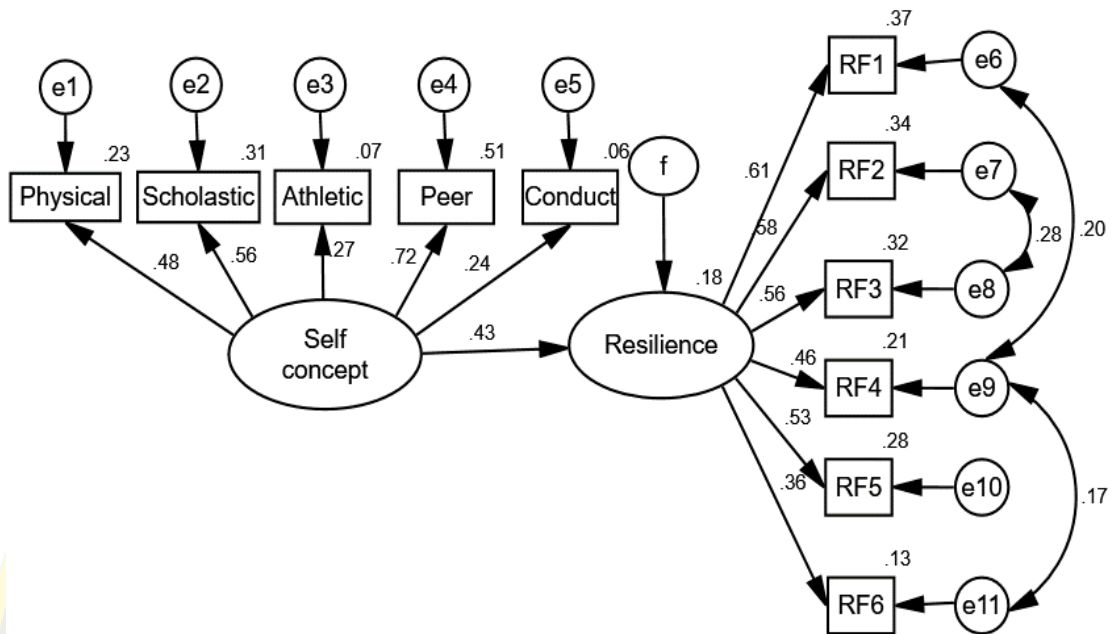 e1
e2
e3
e4
e5
.23
.31
.07
.51
.06
Physical
Scholastic
Athletic
Peer
Conduct
.48
.56
.27
.72
.24
Self
concept
.43
f
.18
Resilience
.61
.58
.56
.46
.53
.36
.37
RF1
e6
.34
RF2
e7
.32
RF3
e8
.28
.20
.21
RF4
e9
.28
RF5
e10
.17
.13
RF6
e11